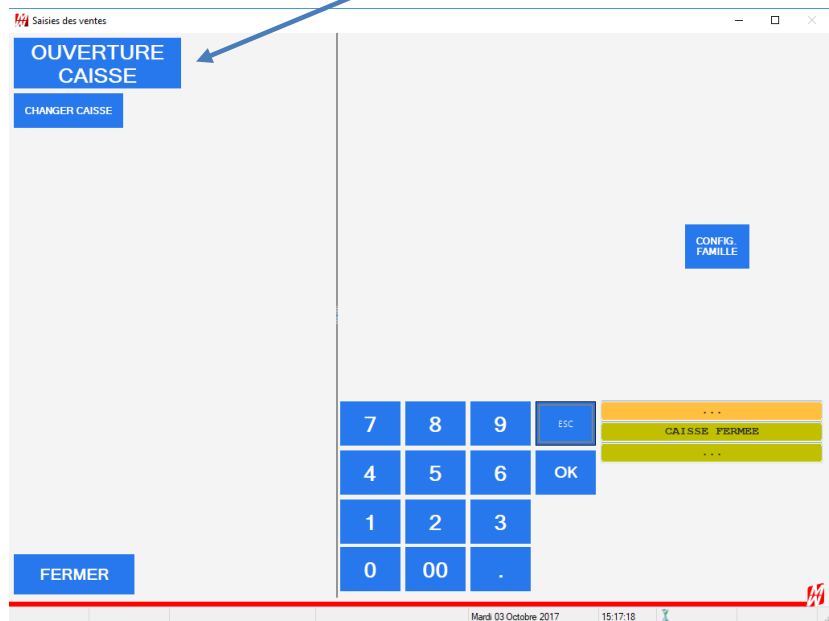 Saisies des ventes
OUVERTURE
CAISSE
CHANGER CAISSE
CONFIG.
FAMILLE
7 8 9 ESC
4 5 6 OK
1 2 3
0 00 .
...
CAISSE FERMEE
...
FERMER
Mardi 03 Octobre 2017 15:17:18